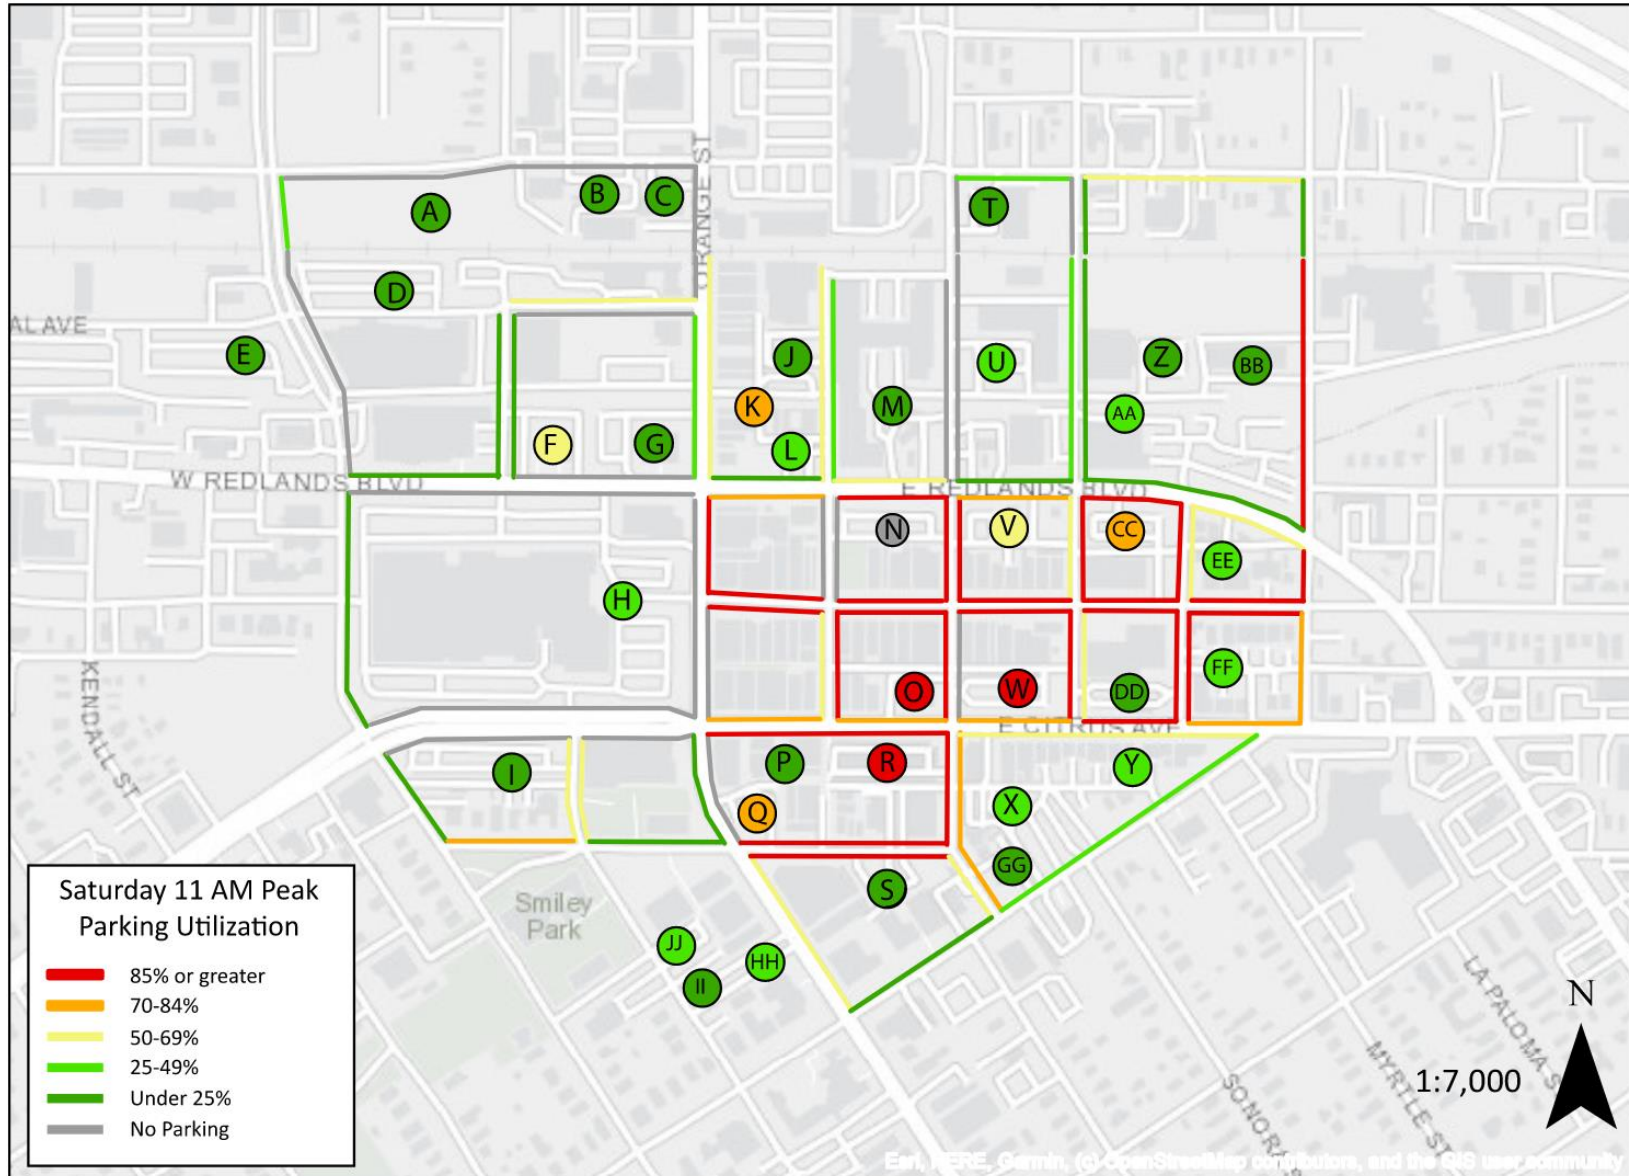 B
C
T
A
ORANGE ST
D
AL AVE
E
J
U
Z
BB
K
M
AA
F
G
L
W REDLANDS BLVD
E REDLANDS BLVD
N
V
CC
EE
H
KENDALL ST
O
W
DD
FF
E CITRUS AVE
I
P
R
Y
Q
X
GG
S
Smiley
Park
JJ
HH
II
LA PALOMA S
MYRTLE ST
SONORA S
N
1:7,000
Saturday 11 AM Peak
Parking Utilization
85% or greater
70-84%
50-69%
25-49%
Under 25%
No Parking
Esri, HERE, Garmin, (c) OpenStreetMap contributors, and the GIS user community